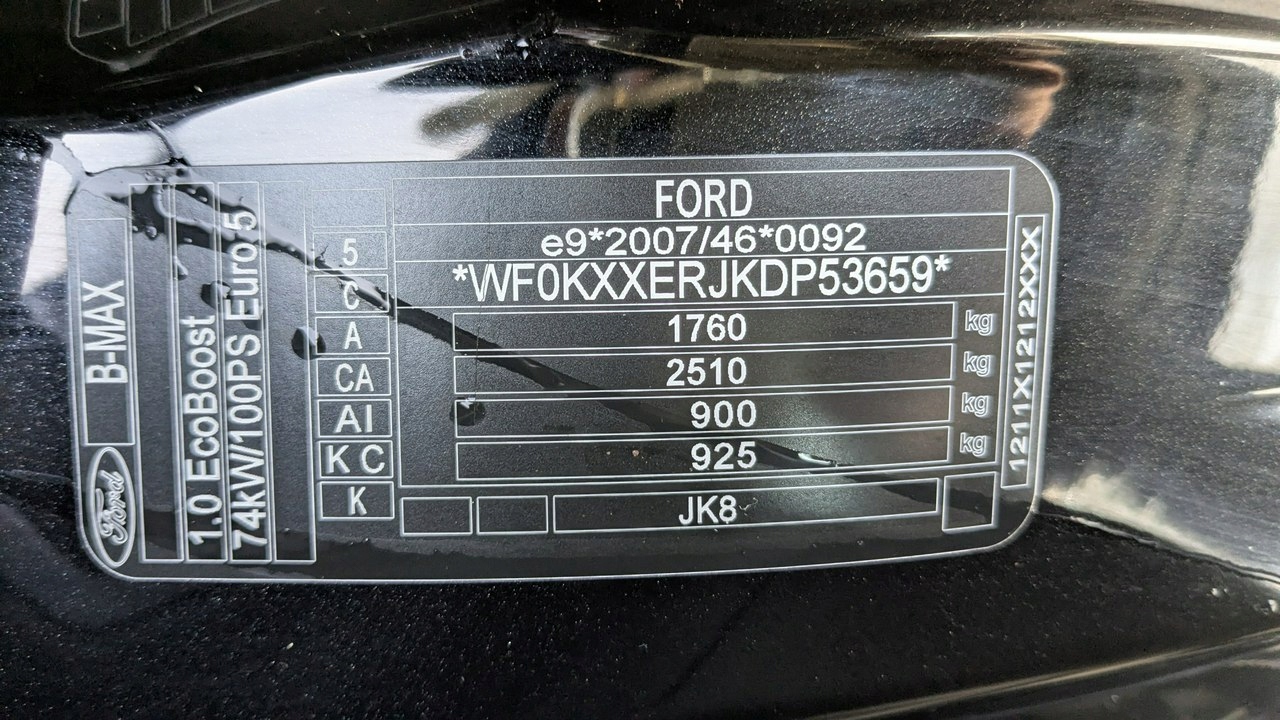 FORD
e9*2007/46*0092
*WF0KXXERJKDP53659*
1760 kg
2510 kg
900 kg
925 kg
JK8
5
C
A
CA
AI
K C
K
B-MAX
Ford
1.0 EcoBoost
74kW/100PS Euro 5
1211X1212XXX